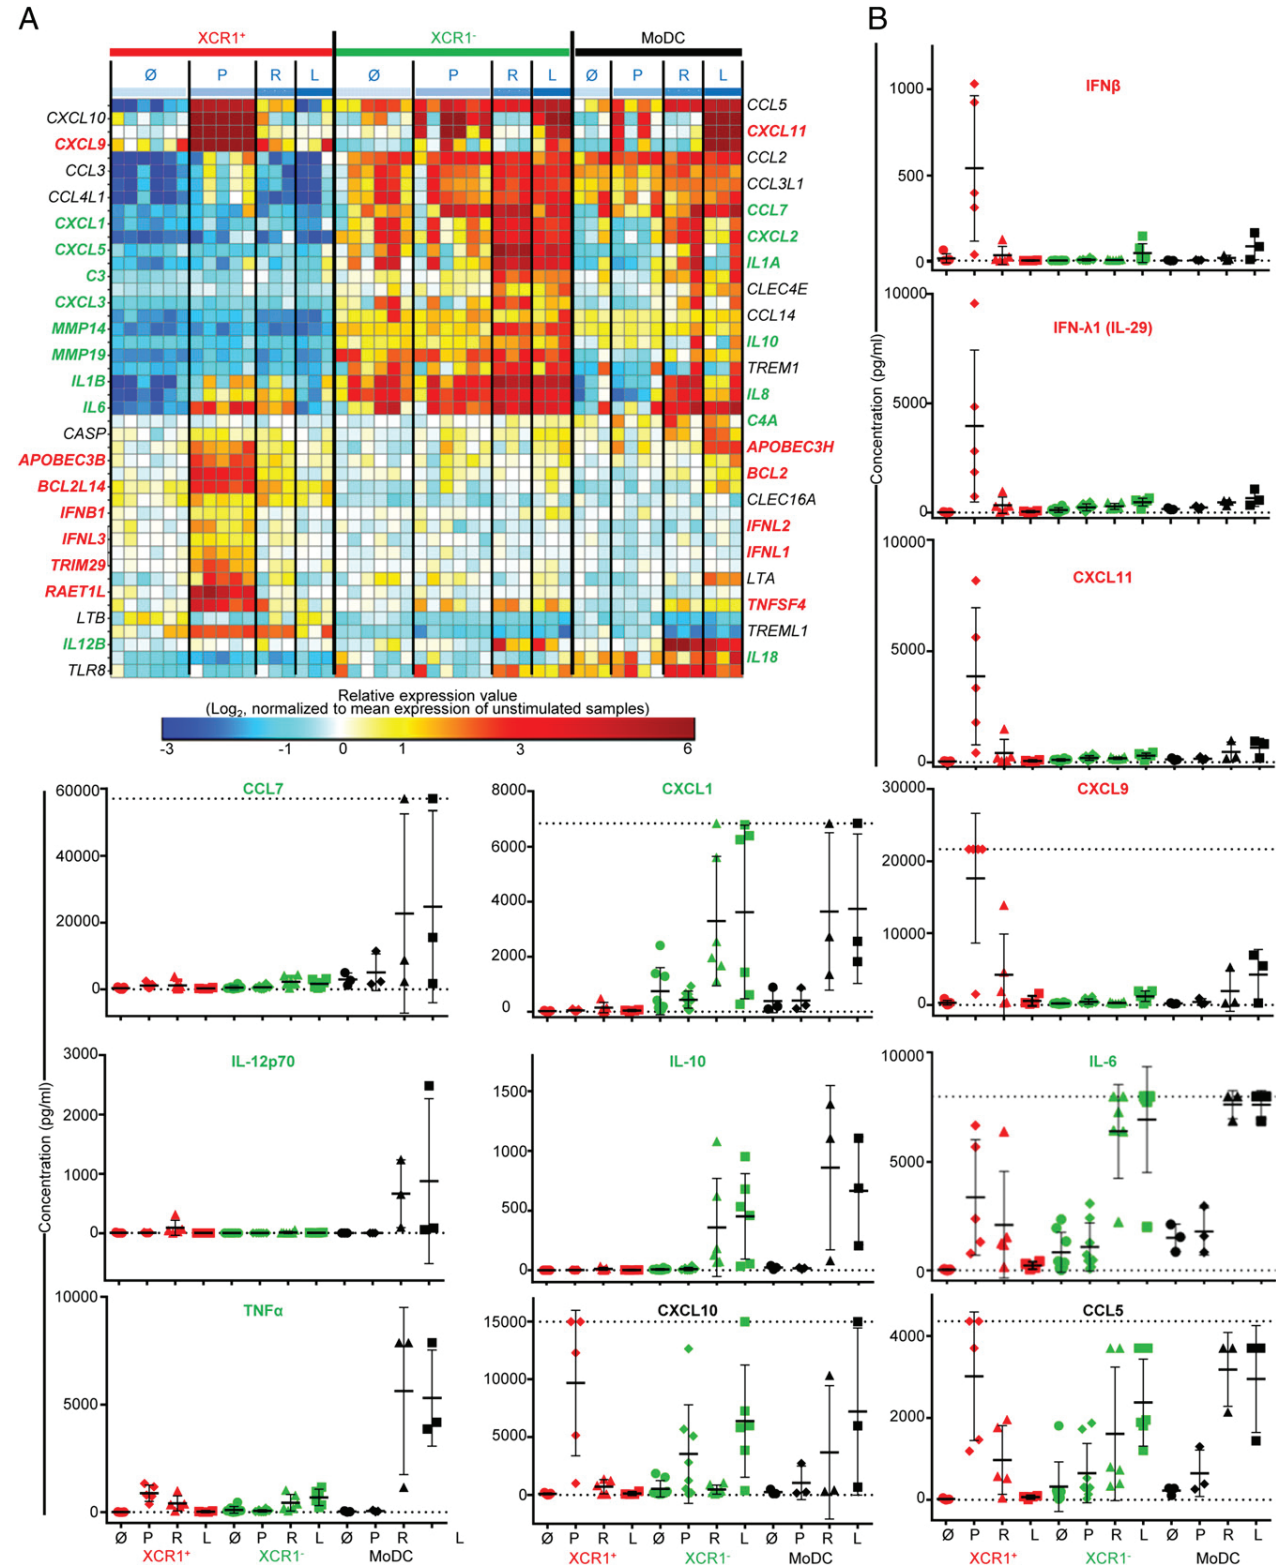 A
B
XCR1⁺
XCR1⁻
MoDC
Ø P R L Ø P R L Ø P R L
CXCL10
CXCL9
CCL3
CCL4L1
CXCL1
CXCL5
C3
CXCL3
MMP14
MMP19
IL1B
IL6
CASP
APOBEC3B
BCL2L14
IFNB1
IFNL3
TRIM29
RAET1L
LTB
IL12B
TLR8
CCL5
CXCL11
CCL2
CCL3L1
CCL7
CXCL2
IL1A
CLEC4E
CCL14
IL10
TREM1
IL8
C4A
APOBEC3H
BCL2
CLEC16A
IFNL2
IFNL1
LTA
TNFSF4
TREML1
IL18
Relative expression value
(Log₂, normalized to mean expression of unstimulated samples)
-3 -1 0 1 3 6
Concentration (pg/ml)
IFNβ
1000
500
0
IFN-λ1 (IL-29)
10000
5000
0
CXCL11
10000
5000
0
Concentration (pg/ml)
CCL7
60000
40000
20000
0
CXCL1
8000
6000
4000
2000
0
CXCL9
30000
20000
10000
0
IL-12p70
3000
2000
1000
0
IL-10
1500
1000
500
0
IL-6
10000
5000
0
TNFα
10000
5000
0
CXCL10
15000
10000
5000
0
CCL5
4000
2000
0
Ø P R L Ø P R L Ø P R L
XCR1⁺ XCR1⁻ MoDC
Ø P R L Ø P R L Ø P R L
XCR1⁺ XCR1⁻ MoDC
Ø P R L Ø P R L Ø P R L
XCR1⁺ XCR1⁻ MoDC